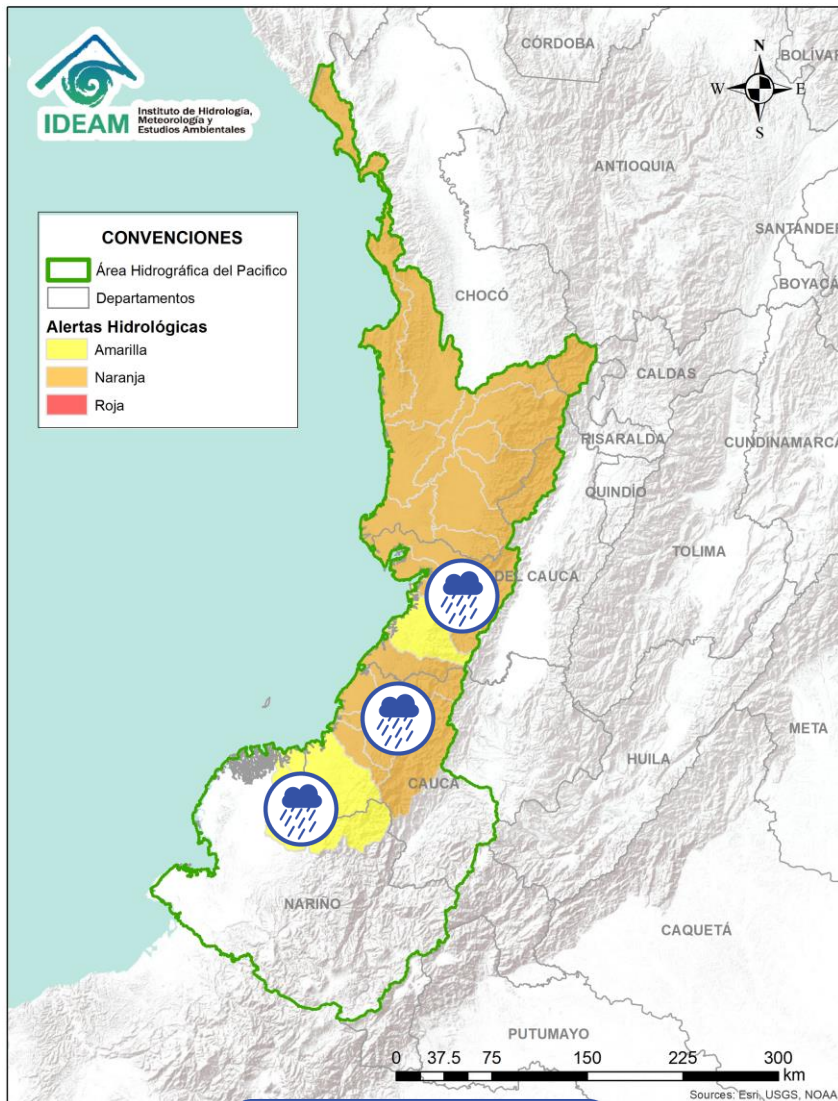 IDEAM
Instituto de Hidrología,
Meteorología y
Estudios Ambientales
N
W E
S
CÓRDOBA
BOLÍVAR
ANTIOQUIA
SANTANDER
BOYACÁ
CONVENCIONES
Área Hidrográfica del Pacifico
Departamentos
Alertas Hidrológicas
Amarilla
Naranja
Roja
CHOCÓ
CALDAS
RISARALDA
CUNDINAMARCA
QUINDÍO
TOLIMA
DEL CAUCA
META
HUILA
CAUCA
NARIÑO
CAQUETÁ
PUTUMAYO
0 37.5 75 150 225 300
km
Sources: Esri, USGS, NOAA